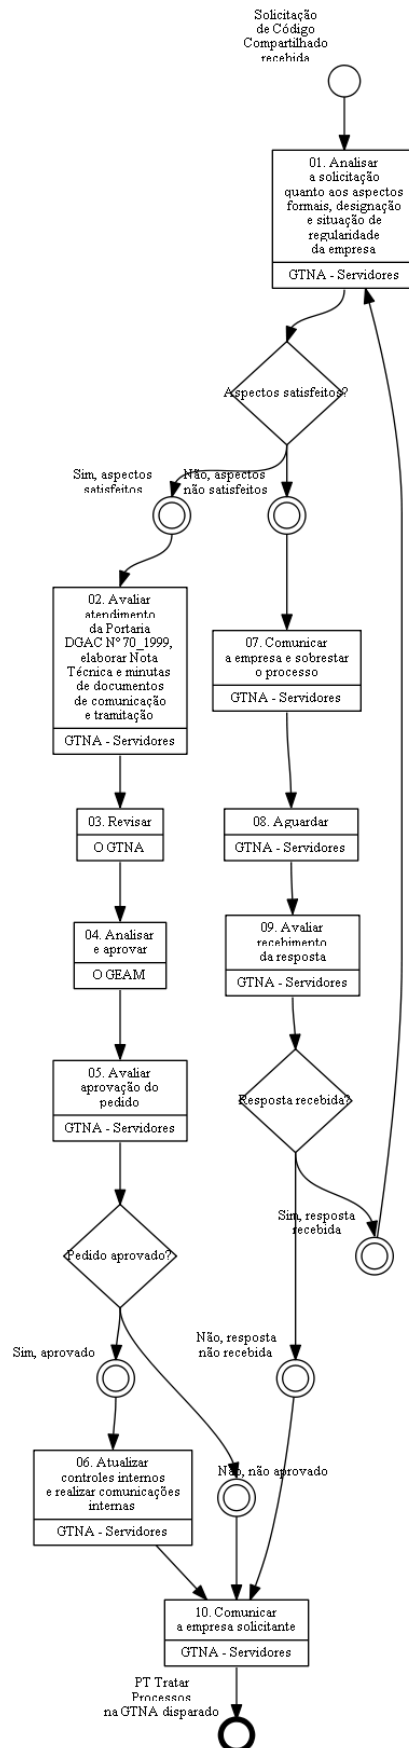 Solicitação
de Código
Compartilhado
recebida
01. Analisar
a solicitação
quanto aos aspectos
formais, designação
e situação de
regularidade
da empresa
GTNA - Servidores
Aspectos satisfeitos?
Sim, aspectos
satisfeitos
Não, aspectos
não satisfeitos
02. Avaliar
atendimento
da Portaria
DGAC Nº 70_1999,
elaborar Nota
Técnica e minutas
de documentos
de comunicação
e tramitação
GTNA - Servidores
07. Comunicar
a empresa e sobrestar
o processo
GTNA - Servidores
03. Revisar
O GTNA
08. Aguardar
GTNA - Servidores
04. Analisar
e aprovar
O GEAM
09. Avaliar
recebimento
da resposta
GTNA - Servidores
05. Avaliar
aprovação do
pedido
GTNA - Servidores
Resposta recebida?
Sim, resposta
recebida
Pedido aprovado?
Não, resposta
não recebida
Sim, aprovado
Não, não aprovado
06. Atualizar
controles internos
e realizar comunicações
internas
GTNA - Servidores
10. Comunicar
a empresa solicitante
GTNA - Servidores
PT Tratar
Processos
na GTNA disparado